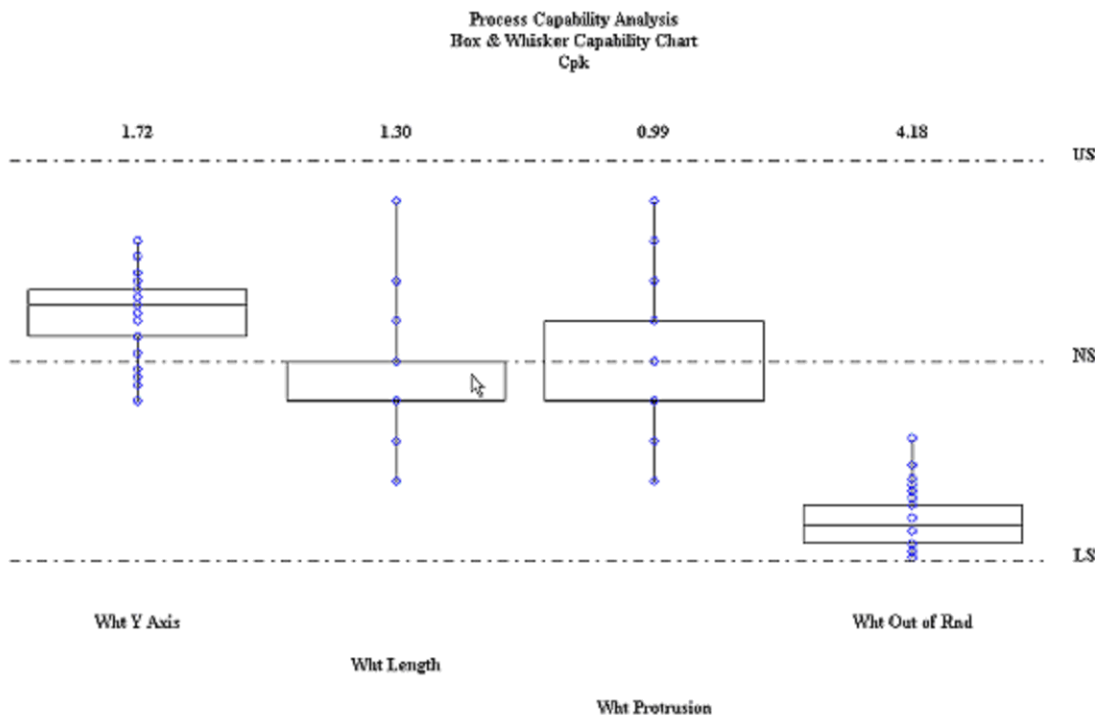 Process Capability Analysis
Box & Whisker Capability Chart
Cpk
1.72 1.30 0.99 4.18
US
NS
LS
Wht Y Axis Wht Out of Rnd
Wht Length
Wht Protrusion